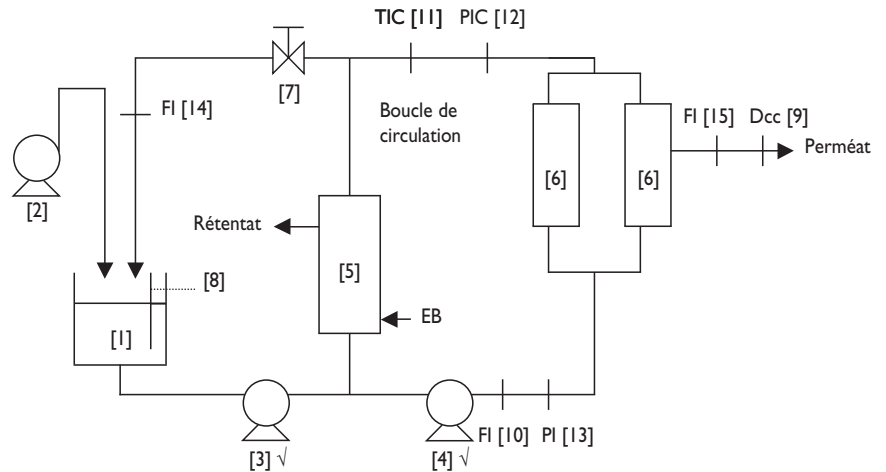 TIC [11] PIC [12]
[7]
FI [14]
Boucle de
circulation
FI [15] Dcc [9]
Perméat
[6] [6]
[2]
Rétentat
[8]
[5]
EB
[1]
FI [10] PI [13]
[3] √ [4] √